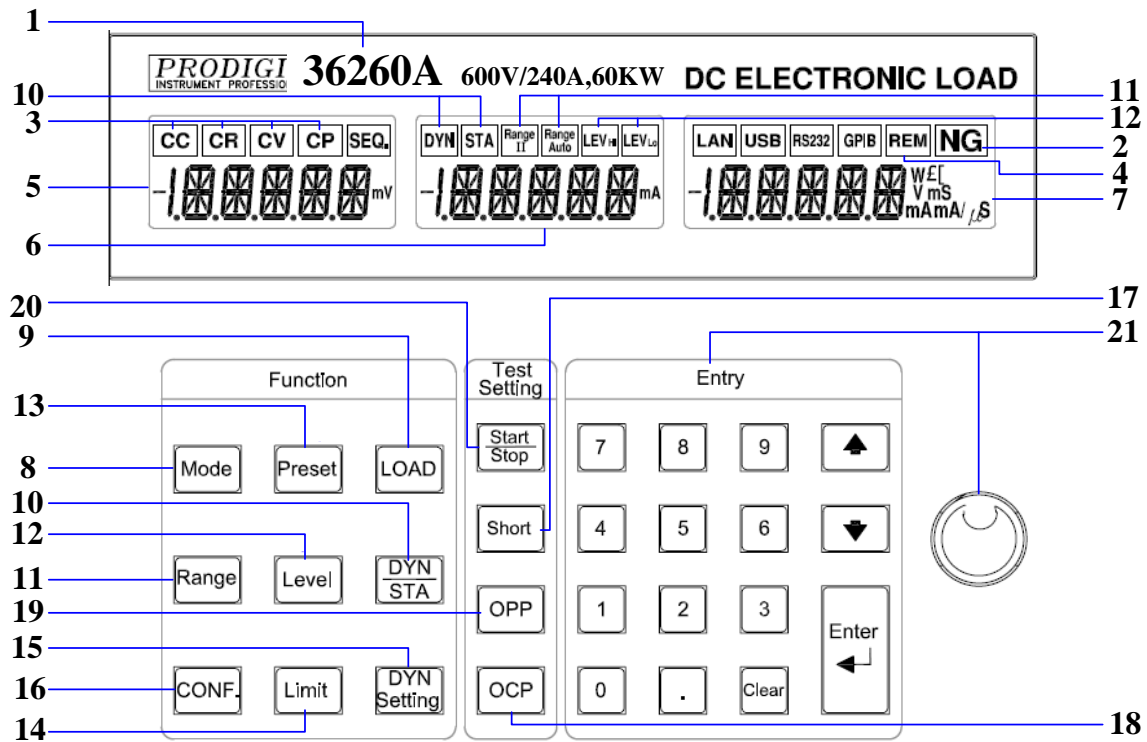 1
PRODIGI 36260A 600V/240A,60KW DC ELECTRONIC LOAD
INSTRUMENT PROFESSIO
10 11
3 12
CC CR CV CP SEQ. DYN STA Range II Range Auto LEV HI LEV Lo LAN USB RS232 GPIB REM NG 2
4
5 mV mA W£[ 7
V mS
mA mA/μS
6
20 17
9 21
Function Test Setting Entry
13
8 Mode Preset LOAD Start Stop 7 8 9
10
12 Short 4 5 6
11 Range Level DYN STA
19 OPP 1 2 3 Enter
15
16 CONF. Limit DYN Setting OCP 0 . Clear
14 18